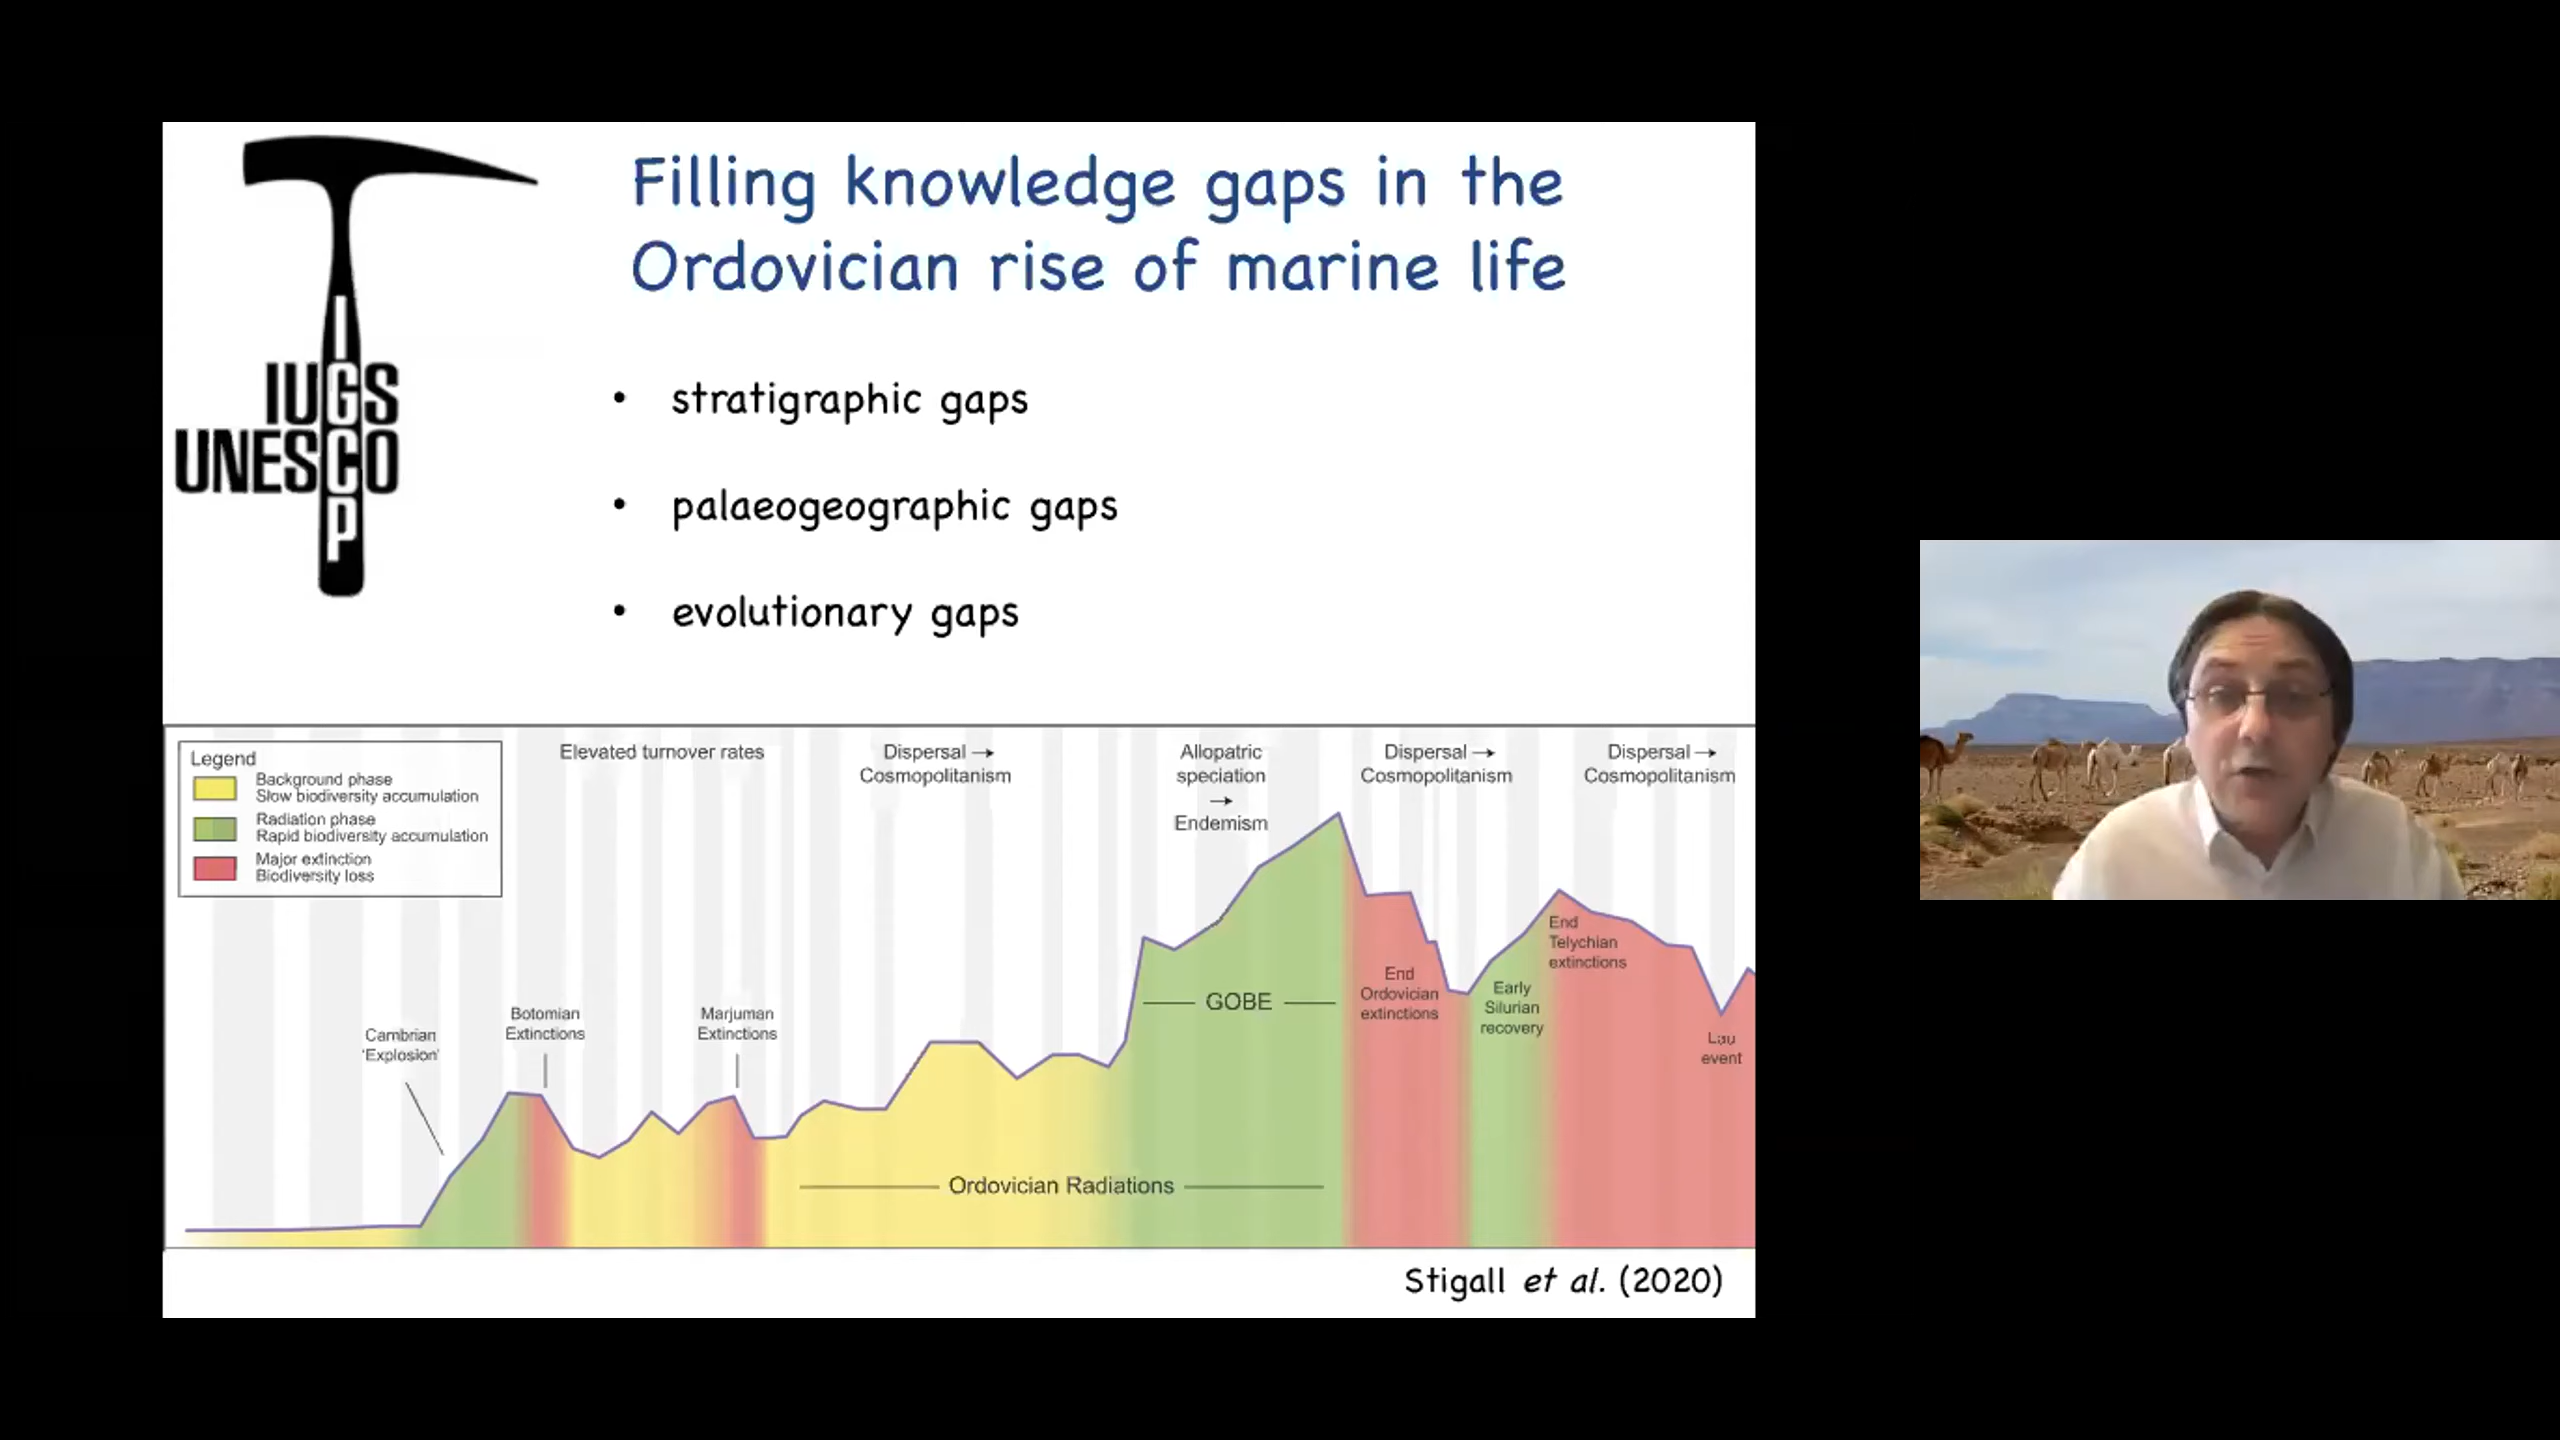 Filling knowledge gaps in the
Ordovician rise of marine life
IUGS
UNESCO
IGCP
• stratigraphic gaps
• palaeogeographic gaps
• evolutionary gaps
Legend
Background phase
Slow biodiversity accumulation
Radiation phase
Rapid biodiversity accumulation
Major extinction
Biodiversity loss
Elevated turnover rates
Dispersal →
Cosmopolitanism
Allopatric
speciation
→
Endemism
Dispersal →
Cosmopolitanism
Dispersal →
Cosmopolitanism
Cambrian
'Explosion'
Botomian
Extinctions
Marjuman
Extinctions
GOBE
End
Ordovician
extinctions
Early
Silurian
recovery
End
Telychian
extinctions
Lau
event
Ordovician Radiations
Stigall et al. (2020)